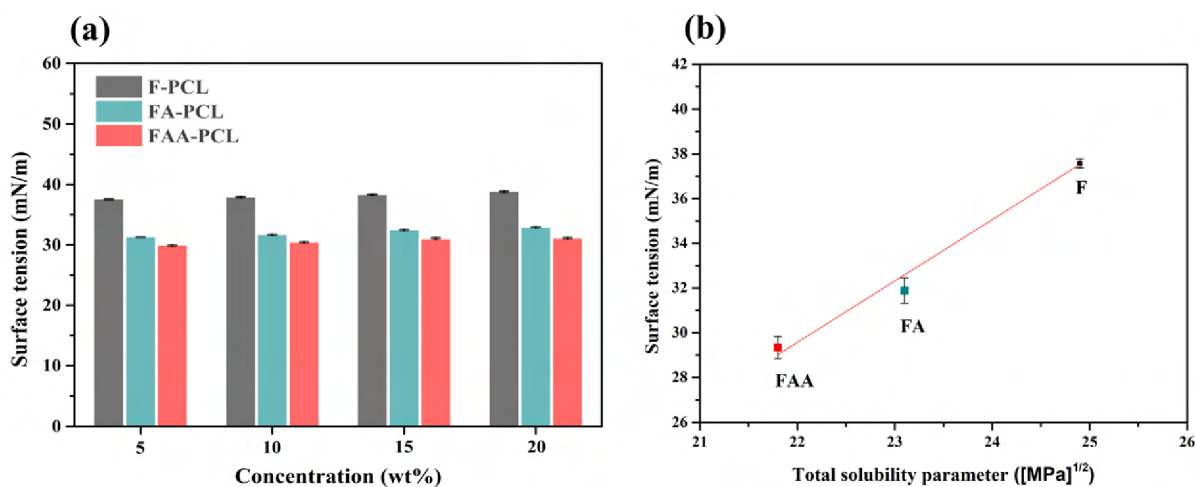 (a)
60
50
40
30
20
10
0
Surface tension (mN/m)
F-PCL
FA-PCL
FAA-PCL
5 10 15 20
Concentration (wt%)
(b)
42
40
38
36
34
32
30
28
26
Surface tension (mN/m)
F
FA
FAA
21 22 23 24 25 26
Total solubility parameter ([MPa]^1/2)